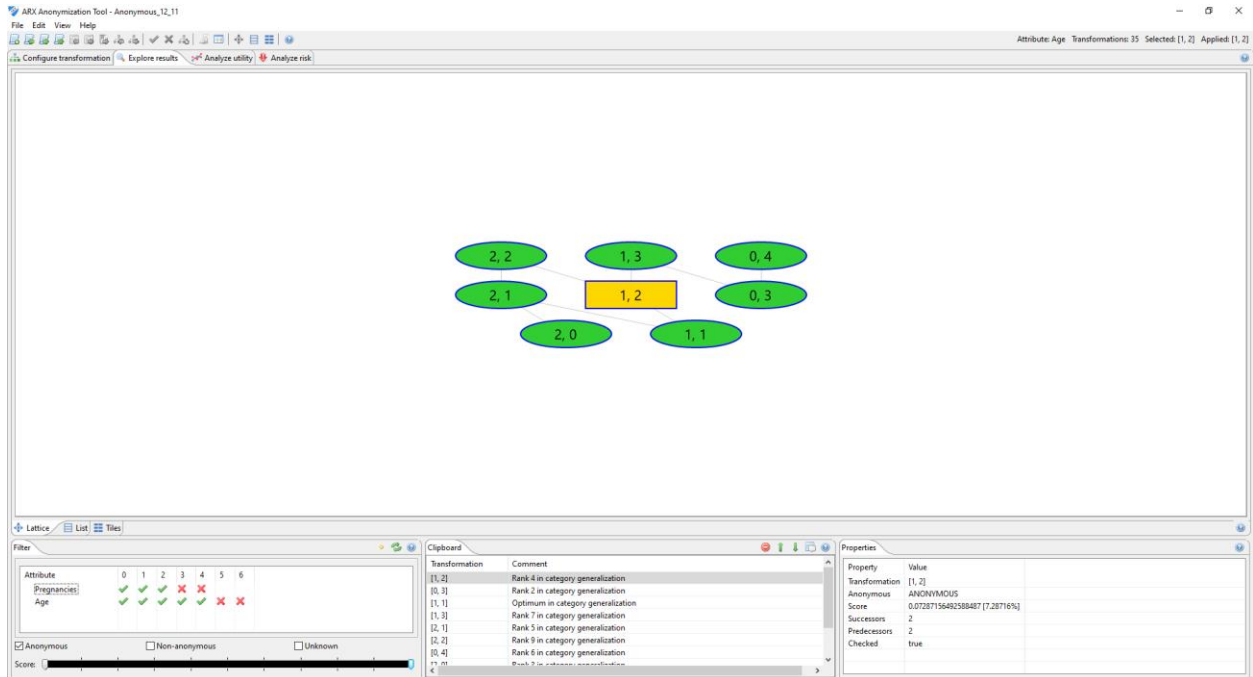 ARX Anonymization Tool - Anonymous_12_11
File Edit View Help
Attribute: Age Transformations: 35 Selected: [1, 2] Applied: [1, 2]
Configure transformation Explore results Analyze utility Analyze risk
2, 2 1, 3 0, 4
2, 1 1, 2 0, 3
2, 0 1, 1
Lattice List Tiles
Filter
Attribute 0 1 2 3 4 5 6
Pregnancies
Age
Anonymous Non-anonymous Unknown
Score:
Clipboard
Transformation Comment
[1, 2] Rank 4 in category generalization
[0, 3] Rank 2 in category generalization
[1, 1] Optimum in category generalization
[1, 3] Rank 7 in category generalization
[2, 1] Rank 5 in category generalization
[2, 2] Rank 9 in category generalization
[0, 4] Rank 6 in category generalization
Properties
Property Value
Transformation [1, 2]
Anonymous ANONYMOUS
Score 0.07287156492588487 [7.28716%]
Successors 2
Predecessors 2
Checked true